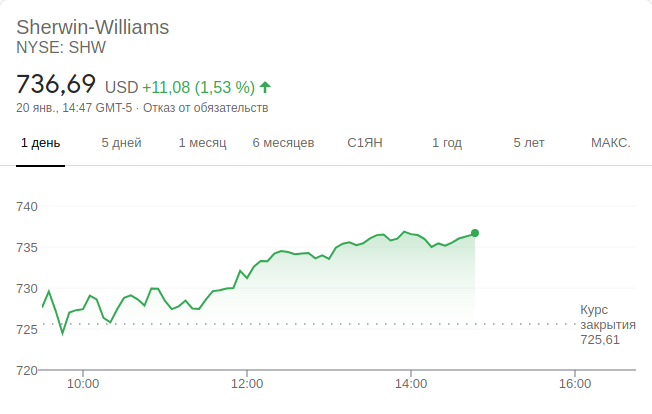 Sherwin-Williams
NYSE: SHW
736,69 USD +11,08 (1,53 %)
20 янв., 14:47 GMT-5 · Отказ от обязательств
1 день 5 дней 1 месяц 6 месяцев С1ЯН 1 год 5 лет МАКС.
740
735
730
Курс
закрытия
725,61
725
720
10:00 12:00 14:00 16:00